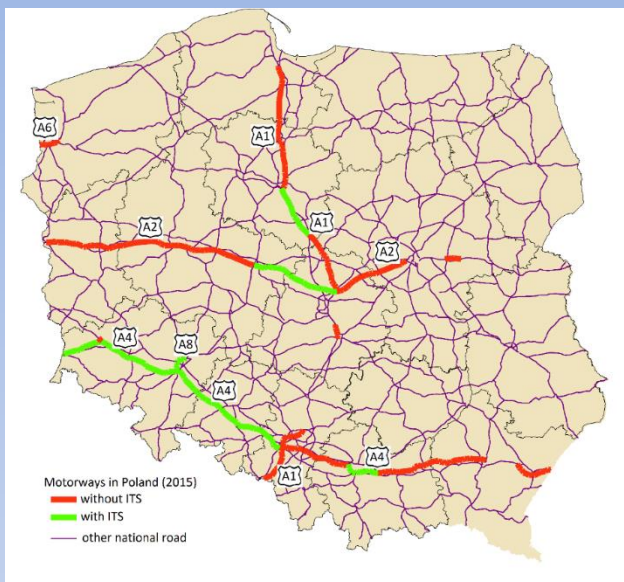 A6
A1
A1
A2
A2
A4
A8
A4
A4
A1
Motorways in Poland (2015)
without ITS
with ITS
other national road